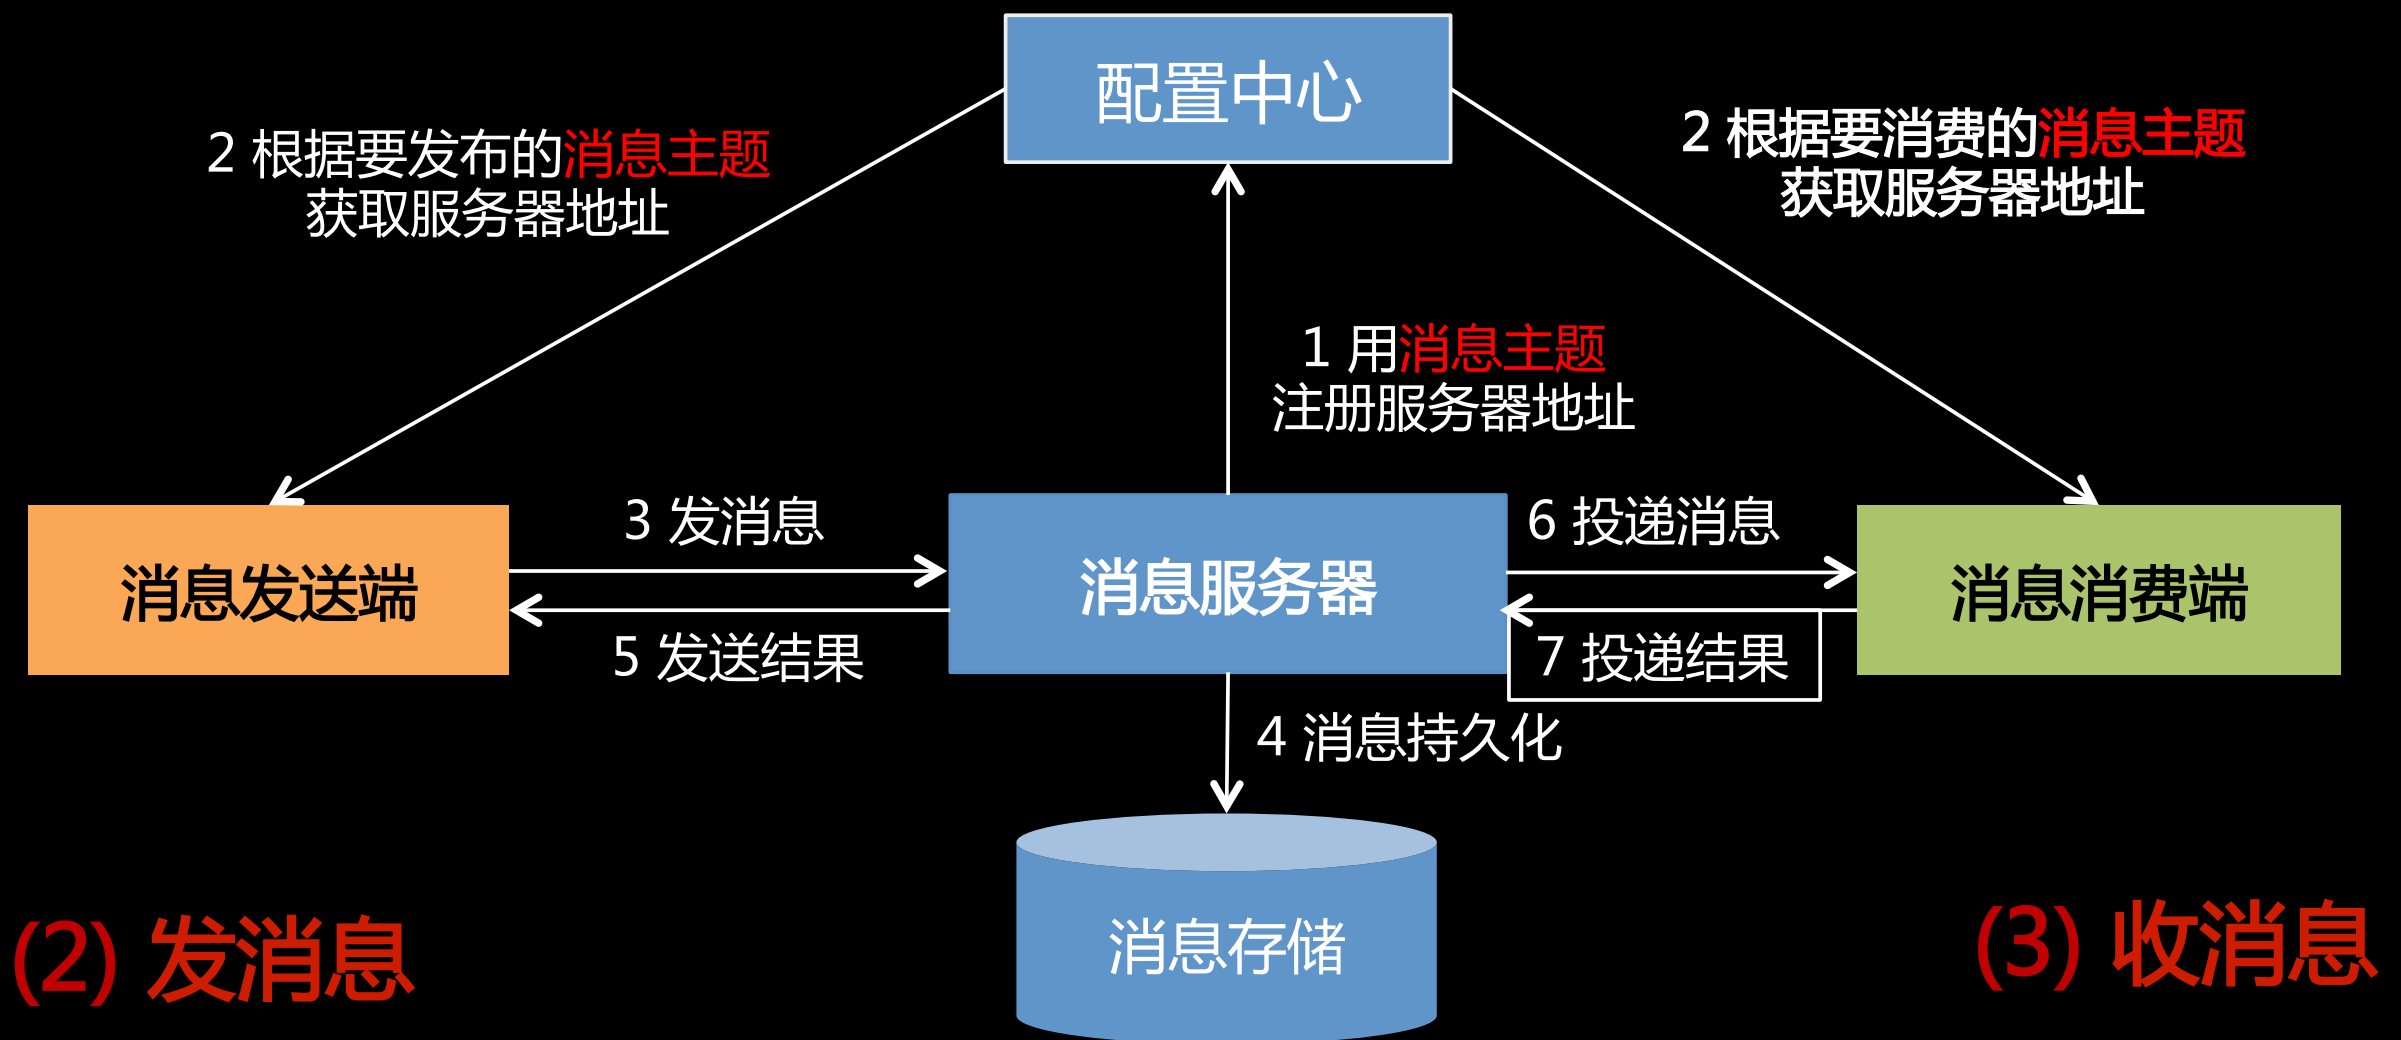 配置中心
2 根据要发布的消息主题
获取服务器地址
2 根据要消费的消息主题
获取服务器地址
1 用消息主题
注册服务器地址
3 发消息
6 投递消息
消息发送端
消息服务器
消息消费端
5 发送结果
7 投递结果
4 消息持久化
消息存储
(2) 发消息
(3) 收消息